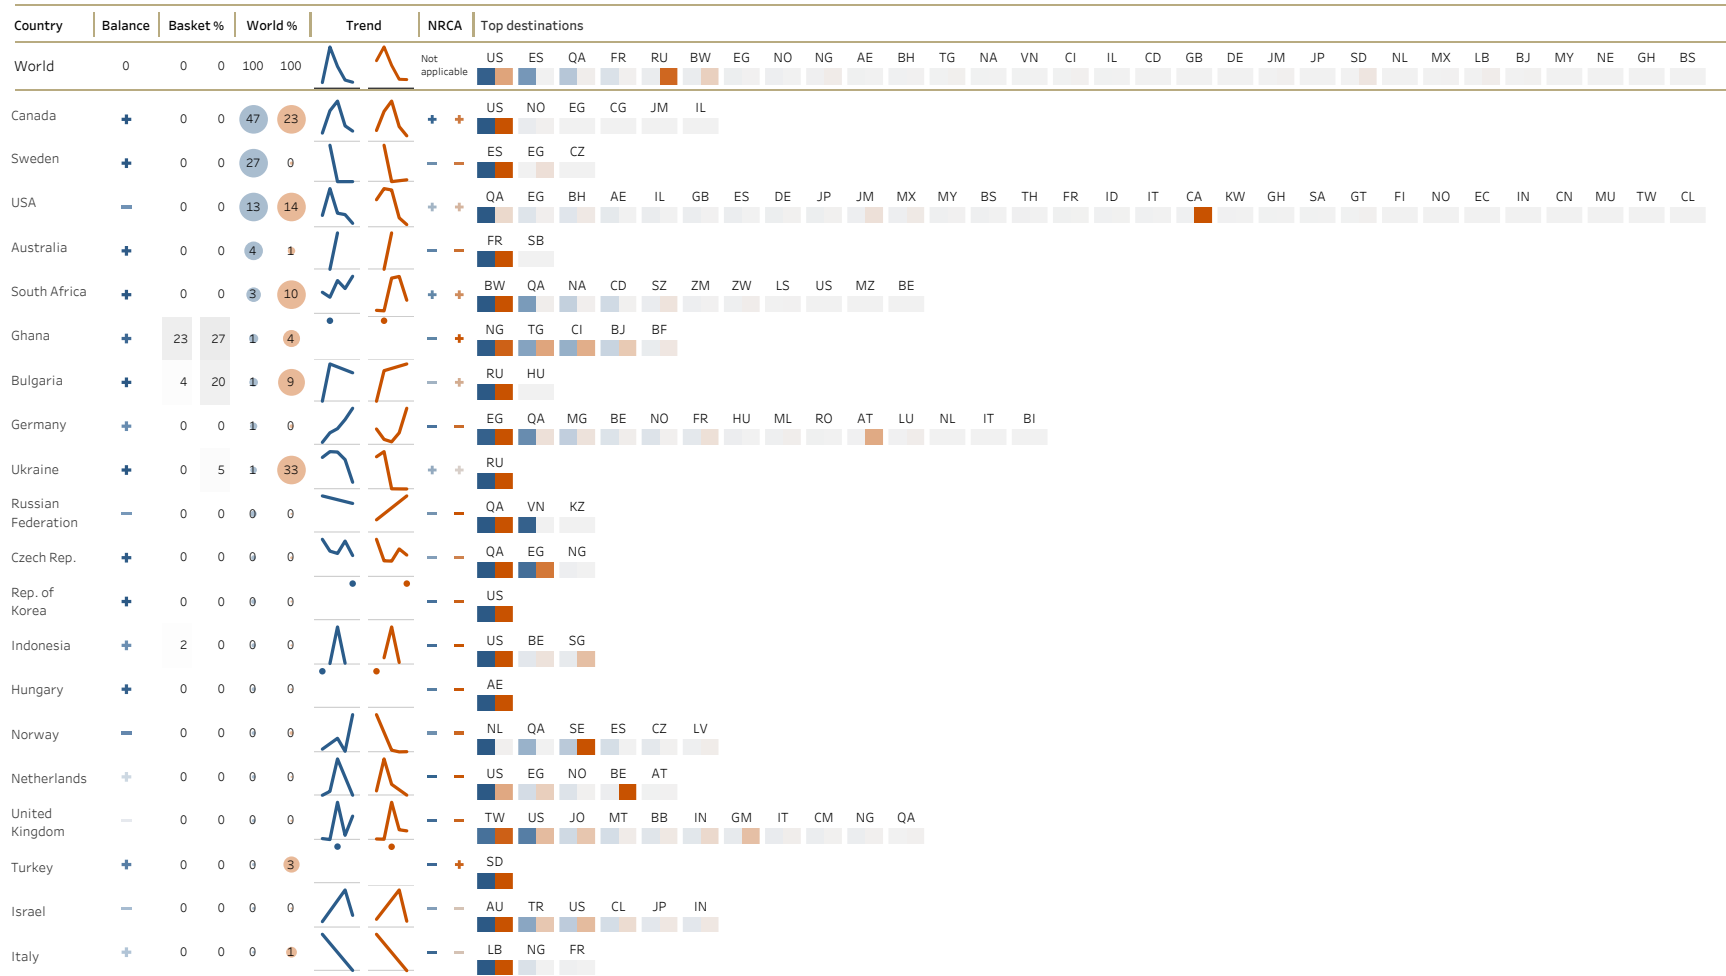 Country Balance Basket % World % Trend NRCA Top destinations
World 0 0 0 100 100 Not applicable US ES QA FR RU BW EG NO NG AE BH TG NA VN CI IL CD GB DE JM JP SD NL MX LB BJ MY NE GH BS
Canada 0 0 47 23 US NO EG CG JM IL
Sweden 0 0 27 0 ES EG CZ
USA 0 0 13 14 QA EG BH AE IL GB ES DE JP JM MX MY BS TH FR ID IT CA KW GH SA GT FI NO EC IN CN MU TW CL
Australia 0 0 4 1 FR SB
South Africa 0 0 3 10 BW QA NA CD SZ ZM ZW LS US MZ BE
Ghana 23 27 1 4 NG TG CI BJ BF
Bulgaria 4 20 1 9 RU HU
Germany 0 0 1 0 EG QA MG BE NO FR HU ML RO AT LU NL IT BI
Ukraine 0 5 1 33 RU
Russian Federation 0 0 0 0 QA VN KZ
Czech Rep. 0 0 0 0 QA EG NG
Rep. of Korea 0 0 0 0 US
Indonesia 2 0 0 0 US BE SG
Hungary 0 0 0 0 AE
Norway 0 0 0 0 NL QA SE ES CZ LV
Netherlands 0 0 0 0 US EG NO BE AT
United Kingdom 0 0 0 0 TW US JO MT BB IN GM IT CM NG QA
Turkey 0 0 0 3 SD
Israel 0 0 0 0 AU TR US CL JP IN
Italy 0 0 0 1 LB NG FR